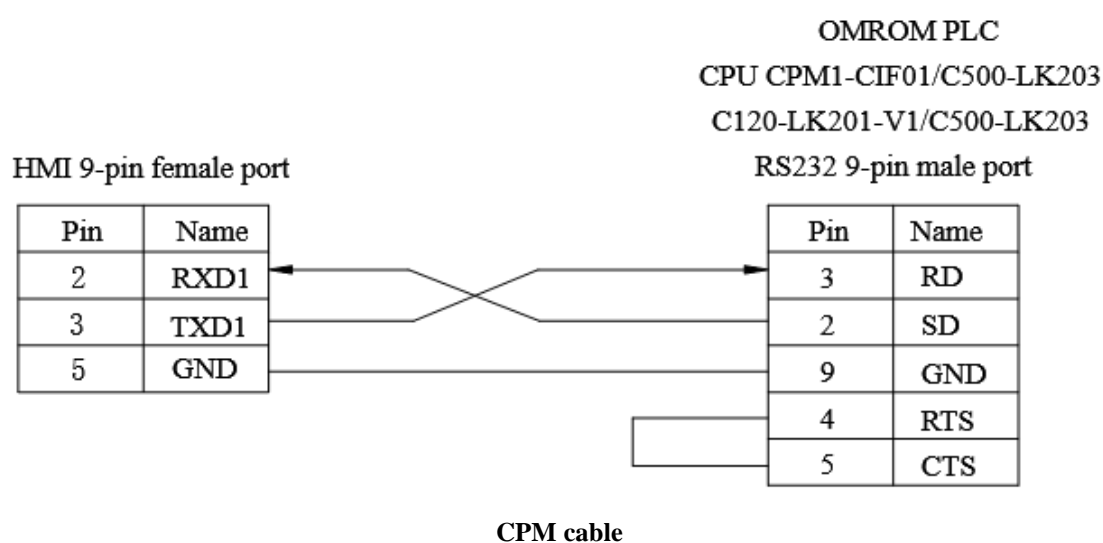 OMROM PLC
CPU CPM1-CIF01/C500-LK203
C120-LK201-V1/C500-LK203
HMI 9-pin female port
RS232 9-pin male port
Pin Name
2 RXD1
3 TXD1
5 GND
Pin Name
3 RD
2 SD
9 GND
4 RTS
5 CTS
CPM cable